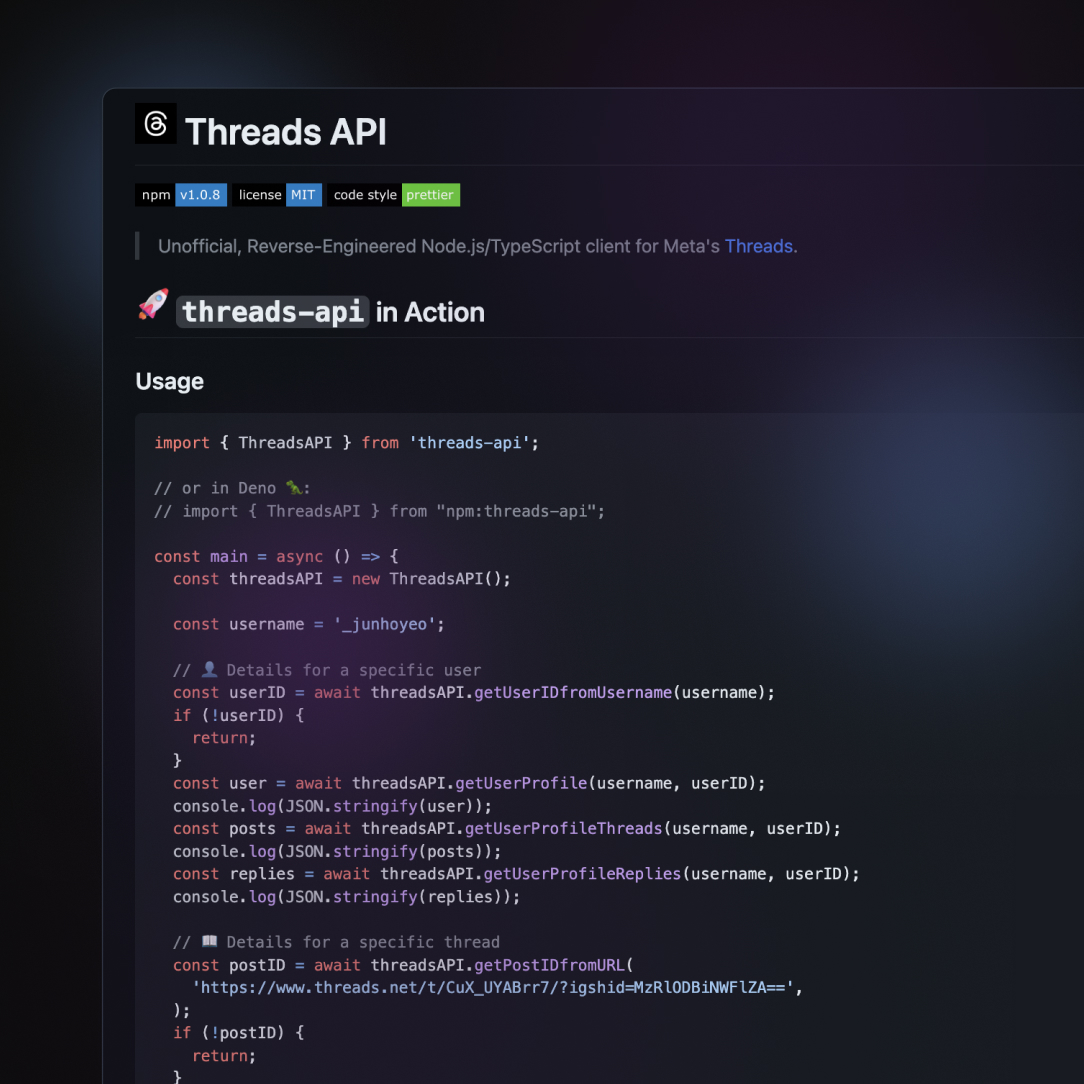 Threads API
npm v1.0.8 license MIT code style prettier
Unofficial, Reverse-Engineered Node.js/TypeScript client for Meta's Threads.
🚀 threads-api in Action
Usage
import { ThreadsAPI } from 'threads-api';
// or in Deno 🦖:
// import { ThreadsAPI } from "npm:threads-api";
const main = async () => {
  const threadsAPI = new ThreadsAPI();
  const username = '_junhoyeo';
  // 👤 Details for a specific user
  const userID = await threadsAPI.getUserIDfromUsername(username);
  if (!userID) {
    return;
  }
  const user = await threadsAPI.getUserProfile(username, userID);
  console.log(JSON.stringify(user));
  const posts = await threadsAPI.getUserProfileThreads(username, userID);
  console.log(JSON.stringify(posts));
  const replies = await threadsAPI.getUserProfileReplies(username, userID);
  console.log(JSON.stringify(replies));
  // 📖 Details for a specific thread
  const postID = await threadsAPI.getPostIDfromURL(
    'https://www.threads.net/t/CuX_UYABrr7/?igshid=MzRlODBiNWFlZA==',
  );
  if (!postID) {
    return;
  }